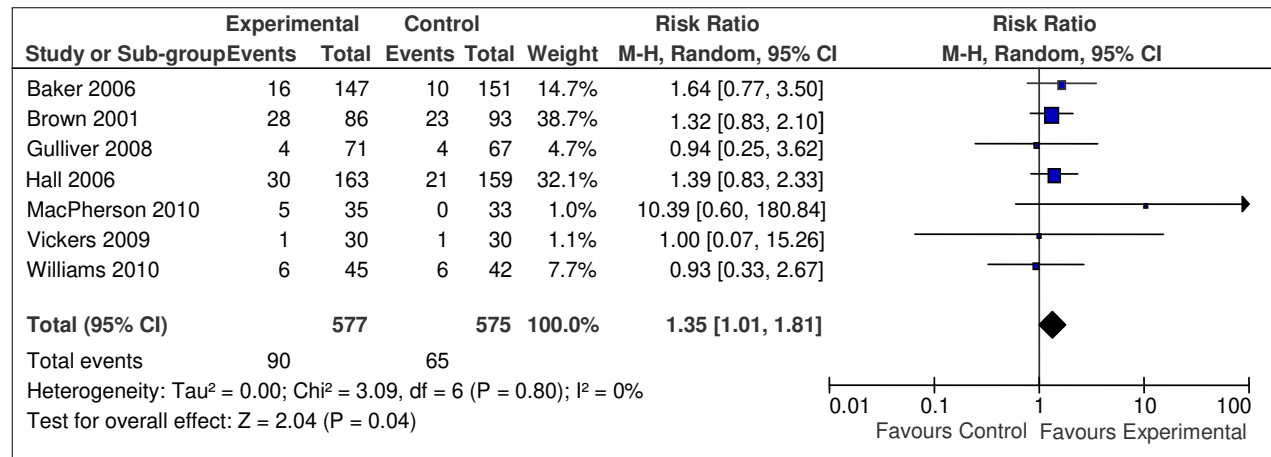 Experimental Control Risk Ratio Risk Ratio
Study or Sub-group Events Total Events Total Weight M-H, Random, 95% CI M-H, Random, 95% CI
Baker 2006 16 147 10 151 14.7% 1.64 [0.77, 3.50]
Brown 2001 28 86 23 93 38.7% 1.32 [0.83, 2.10]
Gulliver 2008 4 71 4 67 4.7% 0.94 [0.25, 3.62]
Hall 2006 30 163 21 159 32.1% 1.39 [0.83, 2.33]
MacPherson 2010 5 35 0 33 1.0% 10.39 [0.60, 180.84]
Vickers 2009 1 30 1 30 1.1% 1.00 [0.07, 15.26]
Williams 2010 6 45 6 42 7.7% 0.93 [0.33, 2.67]
Total (95% CI) 577 575 100.0% 1.35 [1.01, 1.81]
Total events 90 65
Heterogeneity: Tau² = 0.00; Chi² = 3.09, df = 6 (P = 0.80); I² = 0%
Test for overall effect: Z = 2.04 (P = 0.04)
0.01 0.1 1 10 100
Favours Control Favours Experimental